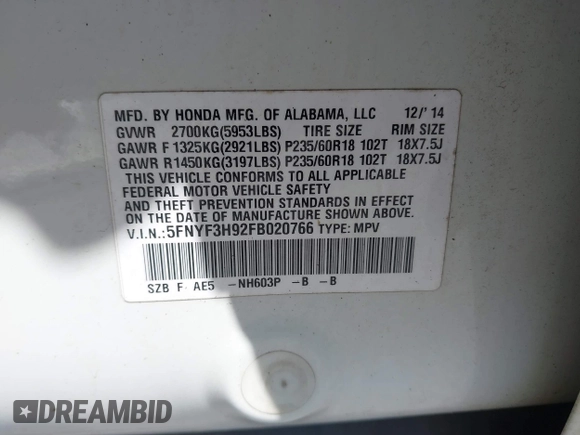 MFD. BY HONDA MFG. OF ALABAMA, LLC 12/'14
GVWR 2700KG(5953LBS) TIRE SIZE RIM SIZE
GAWR F 1325KG(2921LBS) P235/60R18 102T 18X7.5J
GAWR R1450KG(3197LBS) P235/60R18 102T 18X7.5J
THIS VEHICLE CONFORMS TO ALL APPLICABLE
FEDERAL MOTOR VEHICLE SAFETY
AND THEFT PREVENTION STANDARDS IN EFFECT
ON THE DATE OF MANUFACTURE SHOWN ABOVE.
V.I.N.:5FNYF3H92FB020766 TYPE: MPV
SZB F AE5 -NH603P -B -B
DREAMBID